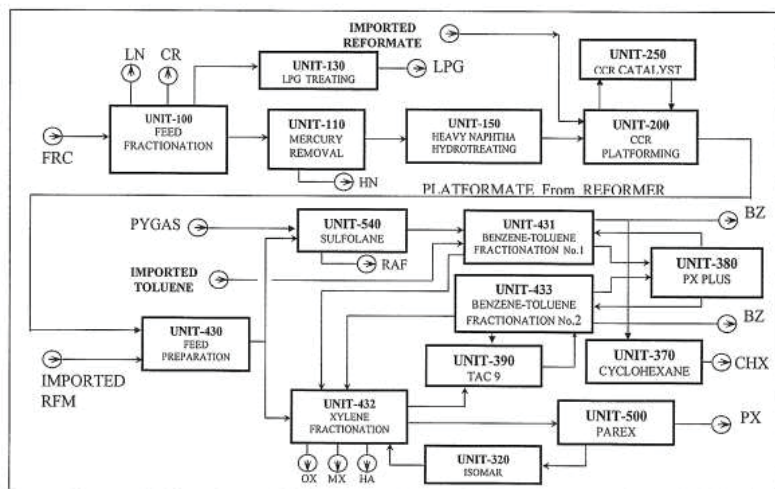 IMPORTED
REFORMATE
LN
CR
UNIT-130
LPG TREATING
LPG
UNIT-250
CCR CATALYST
UNIT-100
FEED
FRACTIONATION
FRC
UNIT-110
MERCURY
REMOVAL
HN
UNIT-150
HEAVY NAPHTHA
HYDROTREATING
UNIT-200
CCR
PLATFORMING
PLATFORMATE From REFORMER
PYGAS
UNIT-540
SULFOLANE
RAF
UNIT-431
BENZENE-TOLUENE
FRACTIONATION No.1
BZ
IMPORTED
TOLUENE
UNIT-433
BENZENE-TOLUENE
FRACTIONATION No.2
UNIT-380
PX PLUS
BZ
UNIT-430
FEED
PREPARATION
IMPORTED
RFM
UNIT-390
TAC 9
UNIT-370
CYCLOHEXANE
CHX
UNIT-432
XYLENE
FRACTIONATION
UNIT-500
PAREX
PX
OX
MX
HA
UNIT-320
ISOMAR